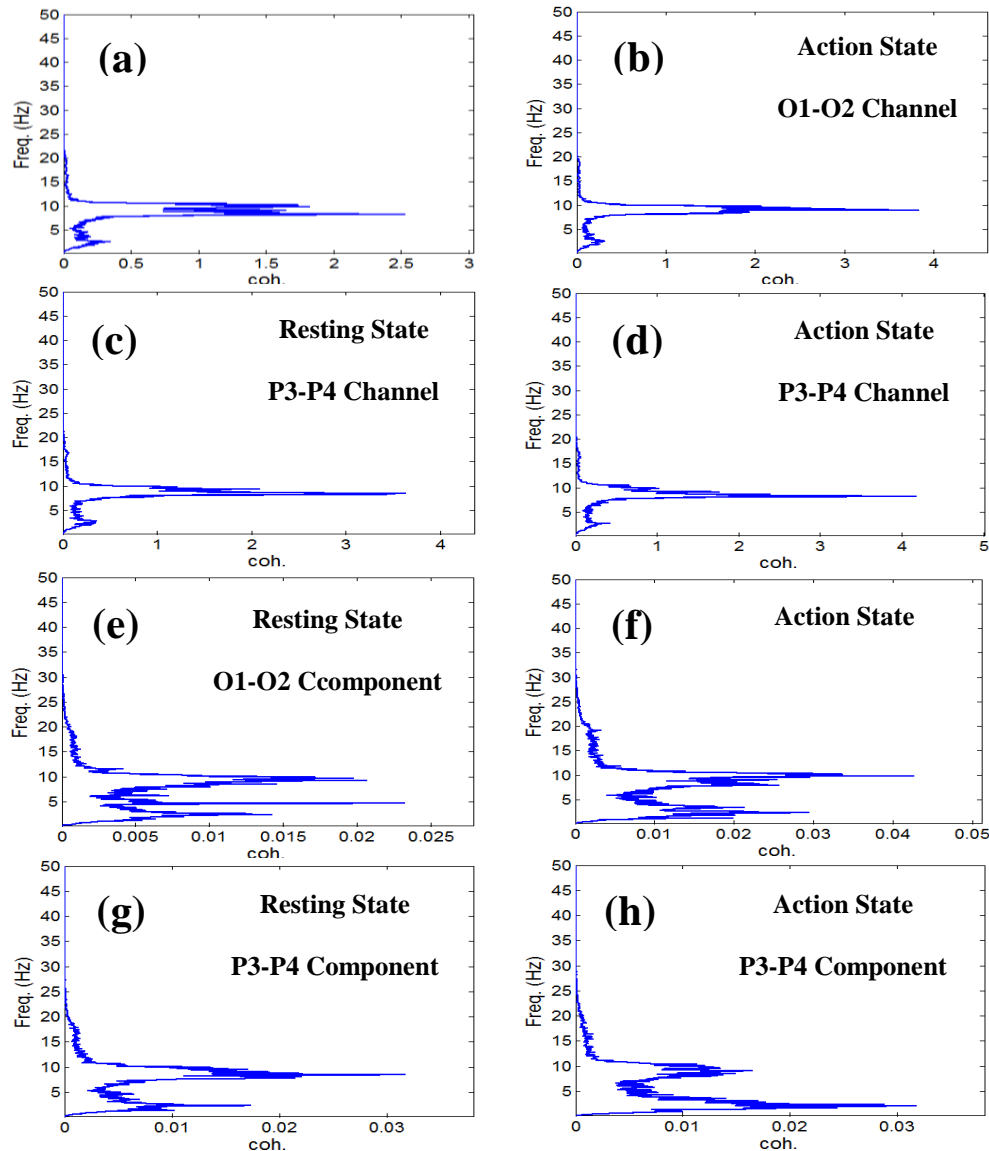 (a)
50
45
40
35
30
25
20
15
10
5
Freq. (Hz)
0 0.5 1 1.5 2 2.5 3
coh.
(b)
Action State
O1-O2 Channel
50
45
40
35
30
25
20
15
10
5
Freq. (Hz)
0 1 2 3 4
coh.
(c)
Resting State
P3-P4 Channel
50
45
40
35
30
25
20
15
10
5
Freq. (Hz)
0 1 2 3 4
coh.
(d)
Action State
P3-P4 Channel
50
45
40
35
30
25
20
15
10
5
Freq. (Hz)
0 1 2 3 4 5
coh.
(e)
Resting State
O1-O2 Ccomponent
50
45
40
35
30
25
20
15
10
5
Freq. (Hz)
0 0.005 0.01 0.015 0.02 0.025
coh.
(f)
Action State
50
45
40
35
30
25
20
15
10
5
Freq. (Hz)
0 0.01 0.02 0.03 0.04 0.05
coh.
(g)
Resting State
P3-P4 Component
50
45
40
35
30
25
20
15
10
5
Freq. (Hz)
0 0.01 0.02 0.03
coh.
(h)
Action State
P3-P4 Component
50
45
40
35
30
25
20
15
10
5
Freq. (Hz)
0 0.01 0.02 0.03
coh.